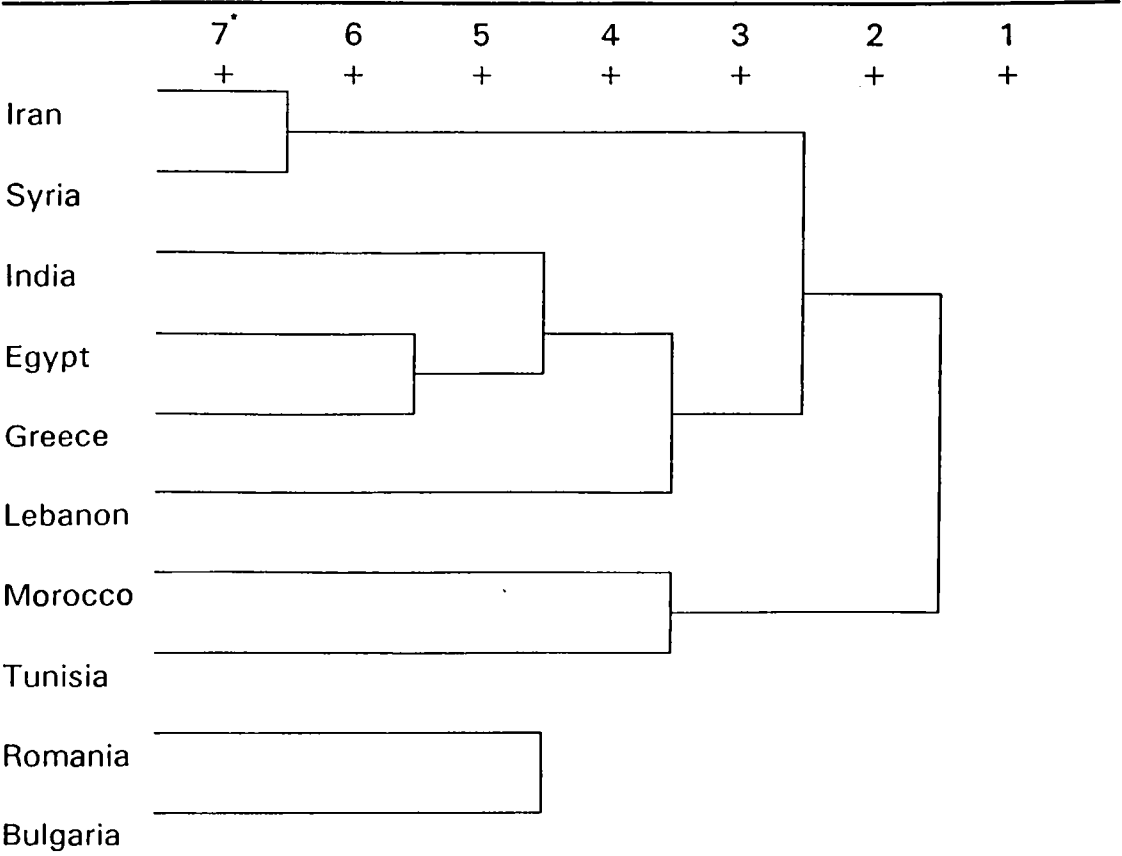 7* 6 5 4 3 2 1
+ + + + + + +
Iran
Syria
India
Egypt
Greece
Lebanon
Morocco
Tunisia
Romania
Bulgaria